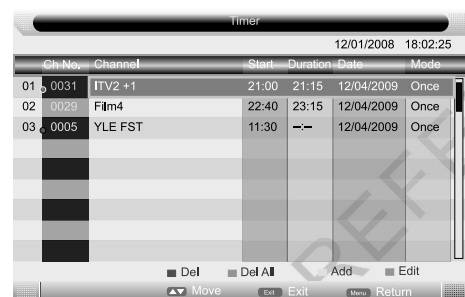 Timer
12/01/2008 18:02:25
Ch No. Channel Start Duration Date Mode
01 0031 ITV2 +1 21:00 21:15 12/04/2009 Once
02 0029 Film4 22:40 23:15 12/04/2009 Once
03 0005 YLE FST 11:30 --:-- 12/04/2009 Once
Del Del All Add Edit
Move Exit Exit Menu Return